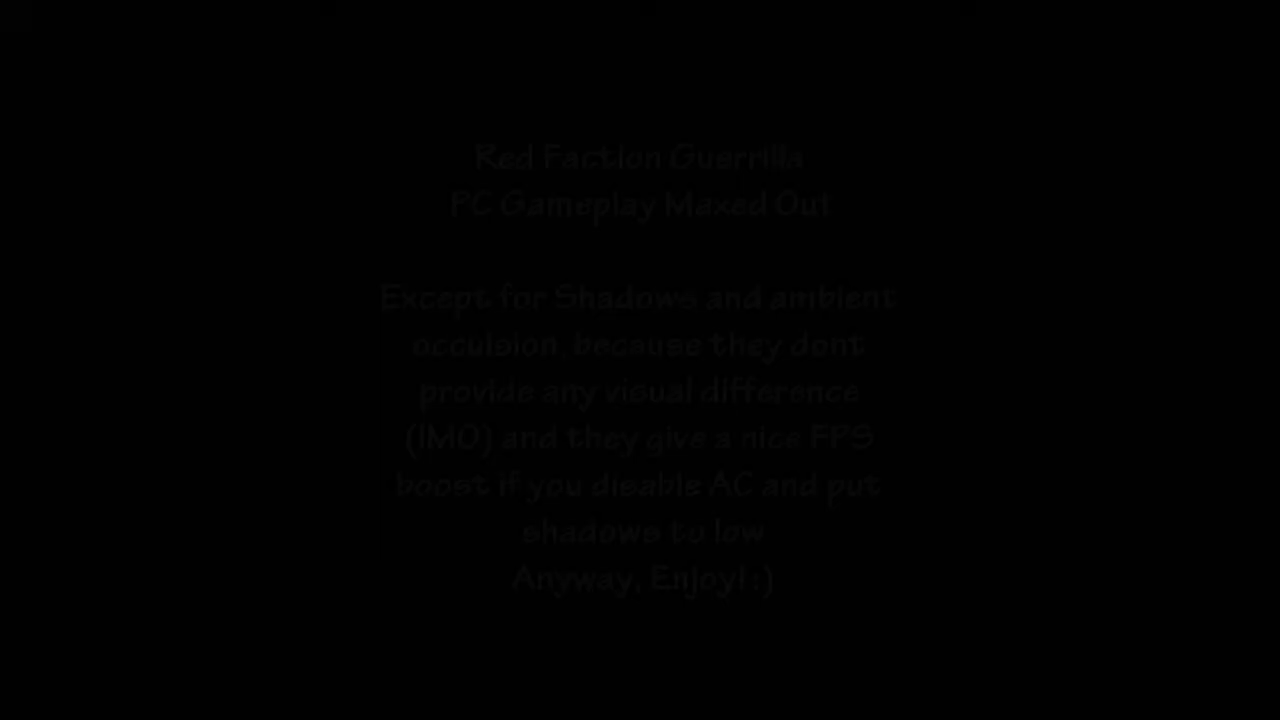 Red Faction Guerrilla
PC Gameplay Maxed Out
Except for Shadows and ambient
occulsion, because they dont
provide any visual difference
(IMO) and they give a nice FPS
boost if you disable AC and put
shadows to low
Anyway, Enjoy! :)